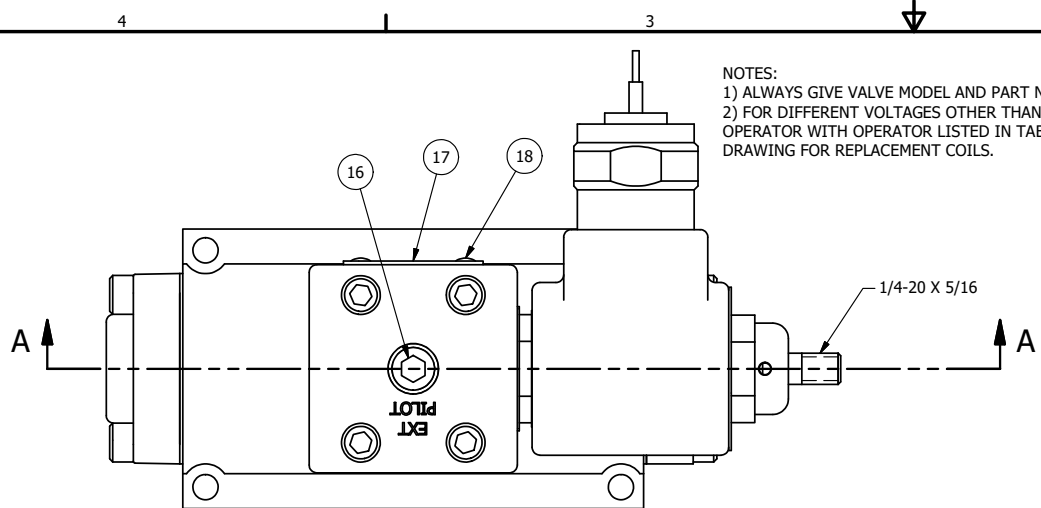 4
3
NOTES:
1) ALWAYS GIVE VALVE MODEL AND PART
2) FOR DIFFERENT VOLTAGES OTHER THAN
OPERATOR WITH OPERATOR LISTED IN
DRAWING FOR REPLACEMENT COILS.
16
17
18
1/4-20 X 5/16
A
A
EXT
PILOT